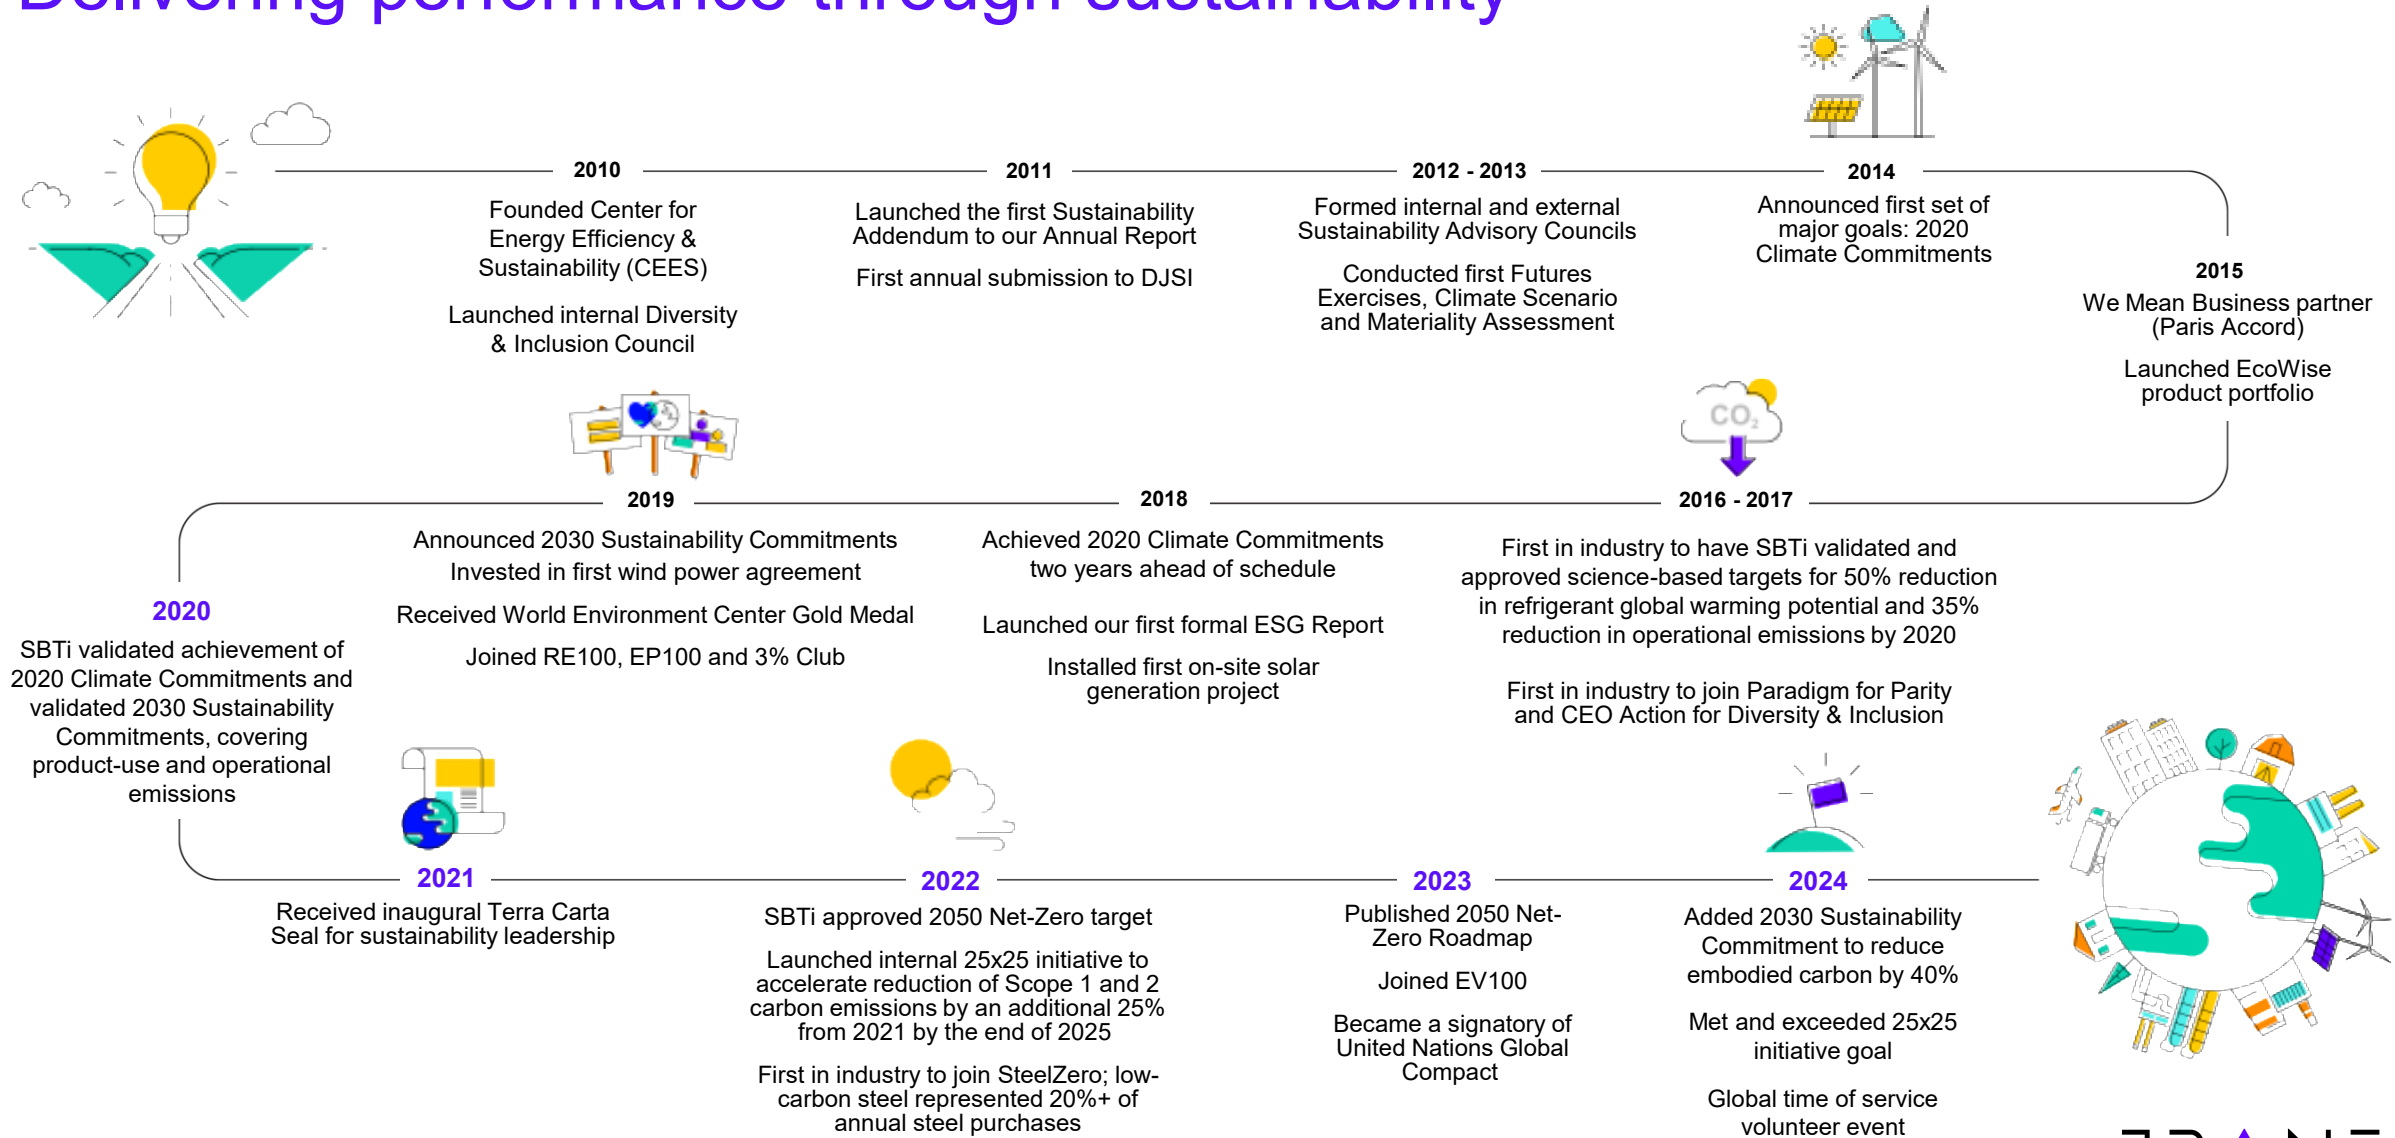 Delivering performance through sustainability
2010
Founded Center for
Energy Efficiency &
Sustainability (CEES)
Launched internal Diversity
& Inclusion Council
2011
Launched the first Sustainability
Addendum to our Annual Report
First annual submission to DJSI
2012 - 2013
Formed internal and external
Sustainability Advisory Councils
Conducted first Futures
Exercises, Climate Scenario
and Materiality Assessment
2014
Announced first set of
major goals: 2020
Climate Commitments
2015
We Mean Business partner
(Paris Accord)
Launched EcoWise
product portfolio
CO₂
2016 - 2017
First in industry to have SBTi validated and
approved science-based targets for 50% reduction
in refrigerant global warming potential and 35%
reduction in operational emissions by 2020
First in industry to join Paradigm for Parity
and CEO Action for Diversity & Inclusion
2018
Achieved 2020 Climate Commitments
two years ahead of schedule
Launched our first formal ESG Report
Installed first on-site solar
generation project
2019
Announced 2030 Sustainability Commitments
Invested in first wind power agreement
Received World Environment Center Gold Medal
Joined RE100, EP100 and 3% Club
2020
SBTi validated achievement of
2020 Climate Commitments and
validated 2030 Sustainability
Commitments, covering
product-use and operational
emissions
2021
Received inaugural Terra Carta
Seal for sustainability leadership
2022
SBTi approved 2050 Net-Zero target
Launched internal 25x25 initiative to
accelerate reduction of Scope 1 and 2
carbon emissions by an additional 25%
from 2021 by the end of 2025
First in industry to join SteelZero; low-
carbon steel represented 20%+ of
annual steel purchases
2023
Published 2050 Net-
Zero Roadmap
Joined EV100
Became a signatory of
United Nations Global
Compact
2024
Added 2030 Sustainability
Commitment to reduce
embodied carbon by 40%
Met and exceeded 25x25
initiative goal
Global time of service
volunteer event